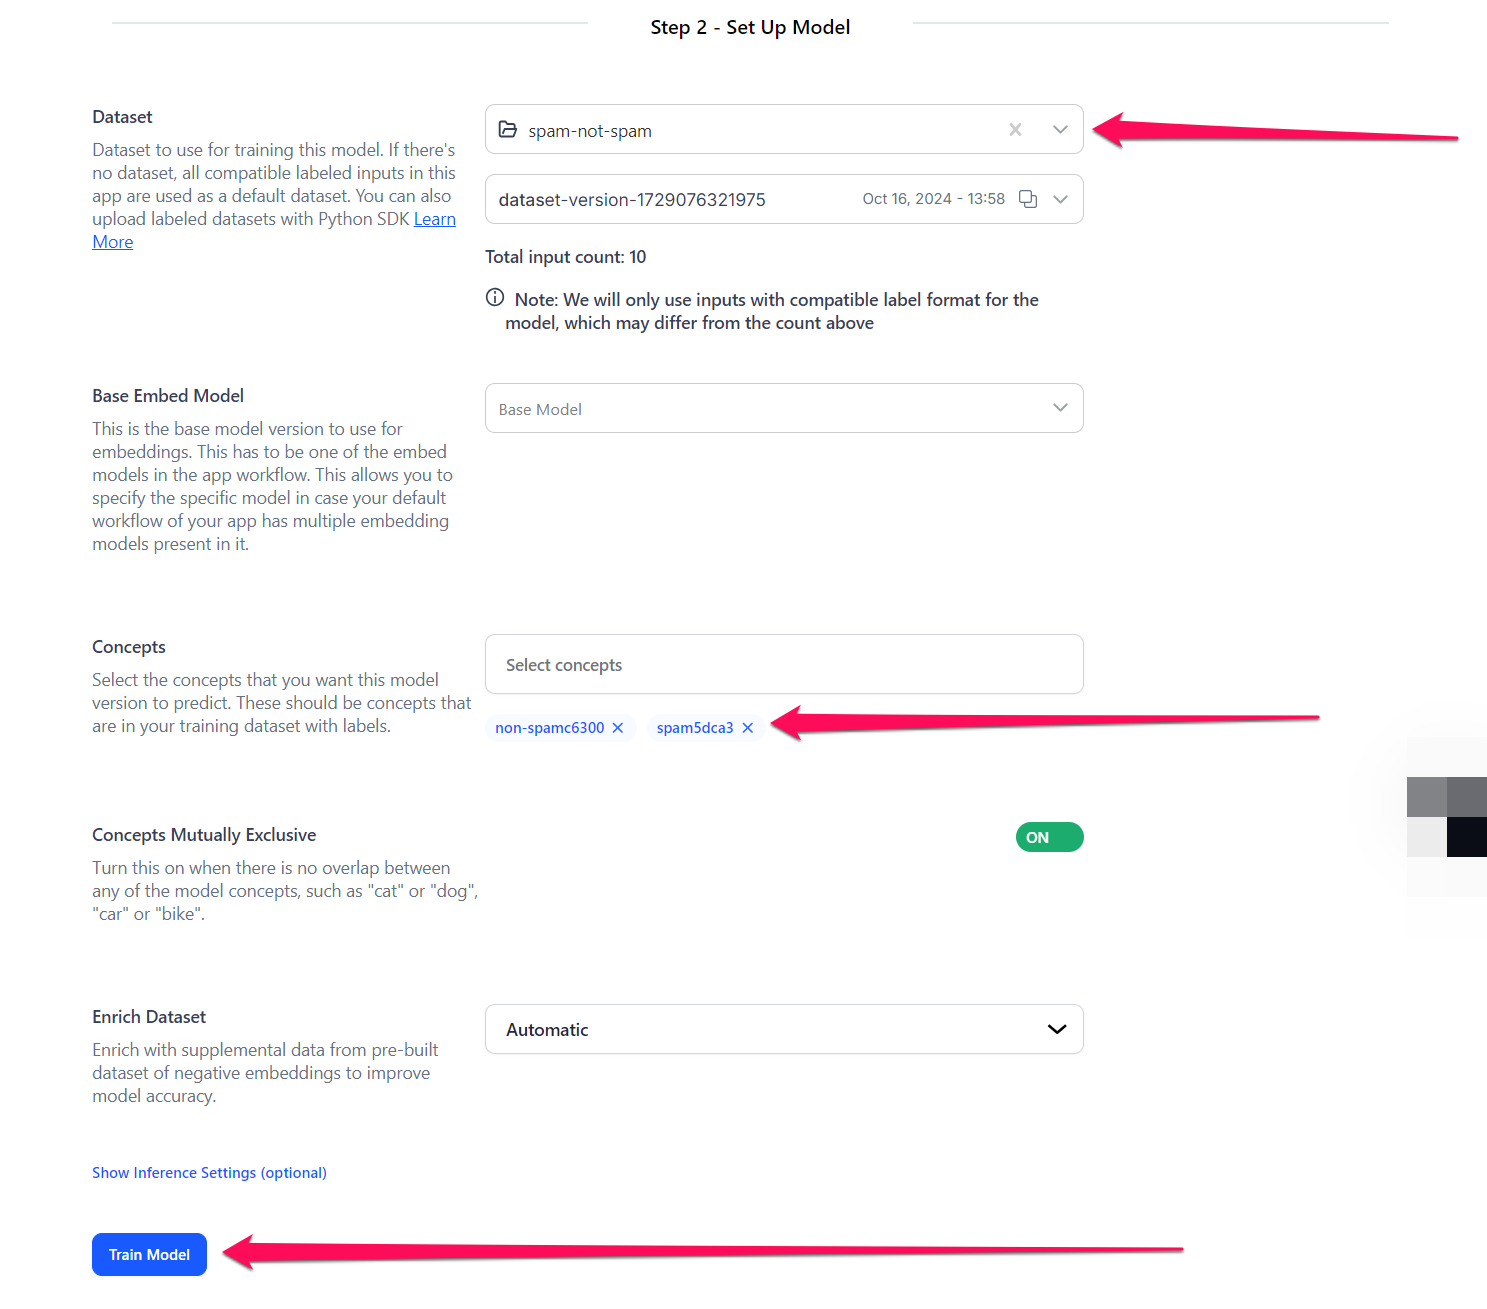 Step 2 - Set Up Model
Dataset
Dataset to use for training this model. If there's
no dataset, all compatible labeled inputs in this
app are used as a default dataset. You can also
upload labeled datasets with Python SDK Learn
More
spam-not-spam
dataset-version-1729076321975 Oct 16, 2024 - 13:58
Total input count: 10
Note: We will only use inputs with compatible label format for the
model, which may differ from the count above
Base Embed Model
This is the base model version to use for
embeddings. This has to be one of the embed
models in the app workflow. This allows you to
specify the specific model in case your default
workflow of your app has multiple embedding
models present in it.
Base Model
Concepts
Select the concepts that you want this model
version to predict. These should be concepts that
are in your training dataset with labels.
Select concepts
non-spamc6300 spam5dca3
Concepts Mutually Exclusive
Turn this on when there is no overlap between
any of the model concepts, such as "cat" or "dog",
"car" or "bike".
ON
Enrich Dataset
Enrich with supplemental data from pre-built
dataset of negative embeddings to improve
model accuracy.
Automatic
Show Inference Settings (optional)
Train Model